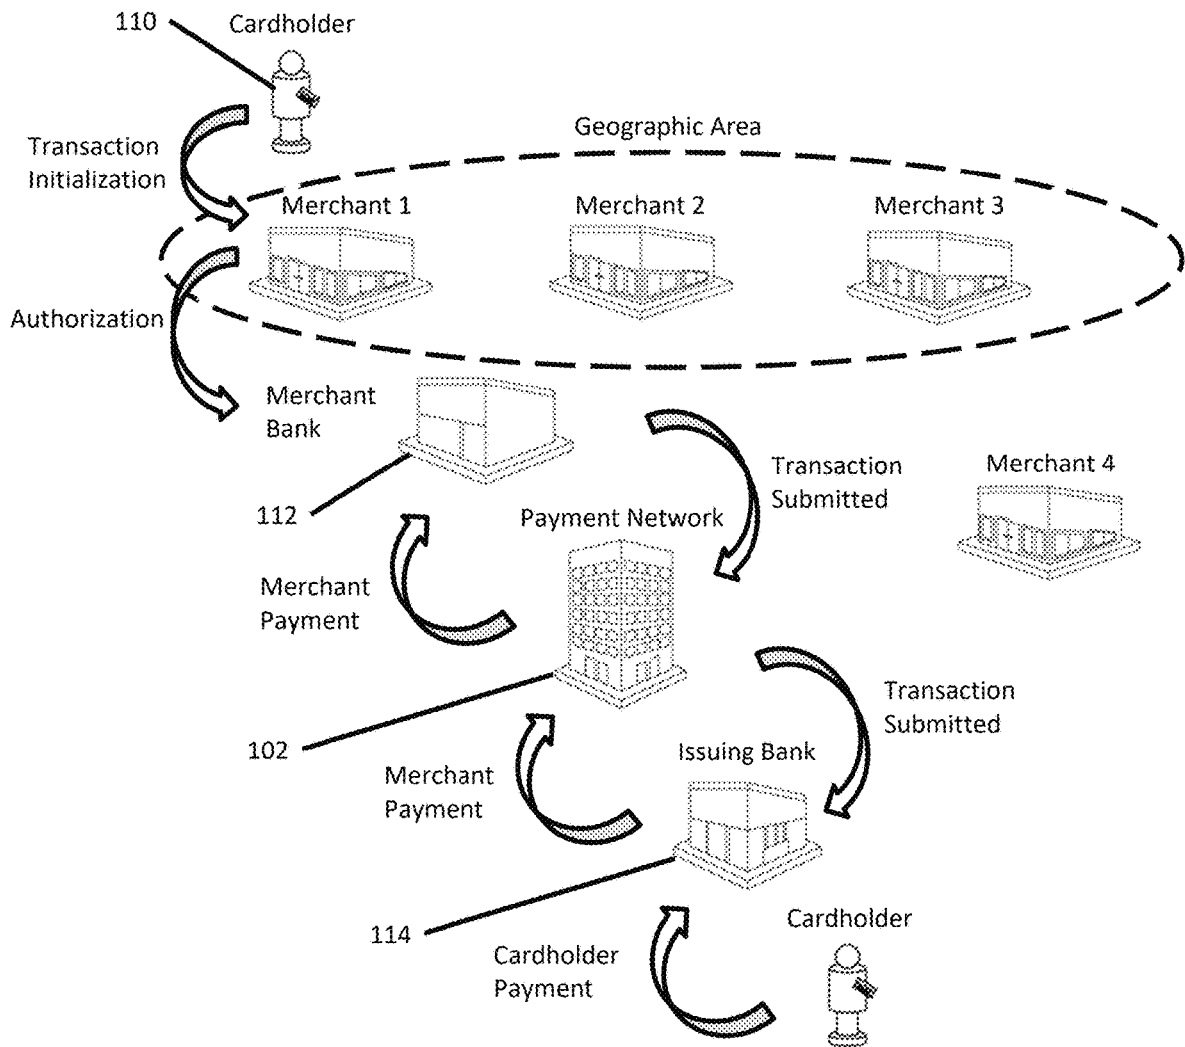 110
Cardholder
Geographic Area
Transaction
Initialization
Merchant 1
Merchant 2
Merchant 3
Authorization
Merchant
Bank
Transaction
Submitted
Merchant 4
112
Payment Network
Merchant
Payment
Transaction
Submitted
102
Issuing Bank
Merchant
Payment
114
Cardholder
Cardholder
Payment